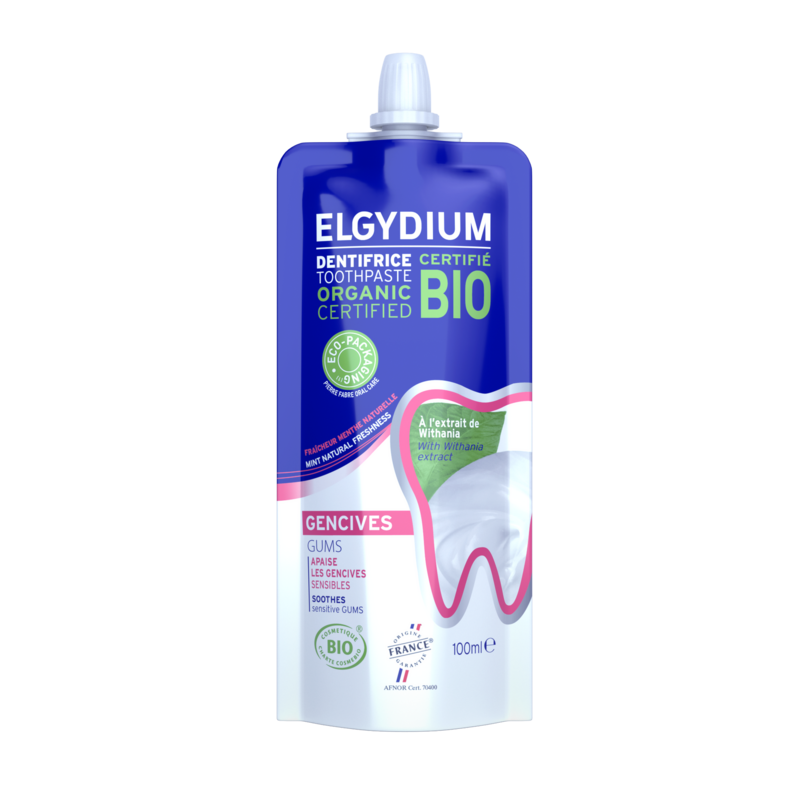 ELGYDIUM
DENTIFRICE
TOOTHPASTE
ORGANIC
CERTIFIED
CERTIFIÉ
BIO
ECO-PACKAGING
PIERRE FABRE ORAL CARE
FRAÎCHEUR MENTHE NATURELLE
MINT NATURAL FRESHNESS
À l'extrait de
Withania
With Withania
extract
GENCIVES
GUMS
APAISE
LES GENCIVES
SENSIBLES
SOOTHES
sensitive GUMS
COSMETIQUE
BIO
CHARTE COSMEBIO
®
ORIGINE
FRANCE®
GARANTIE
AFNOR Cert. 70400
100ml ℮